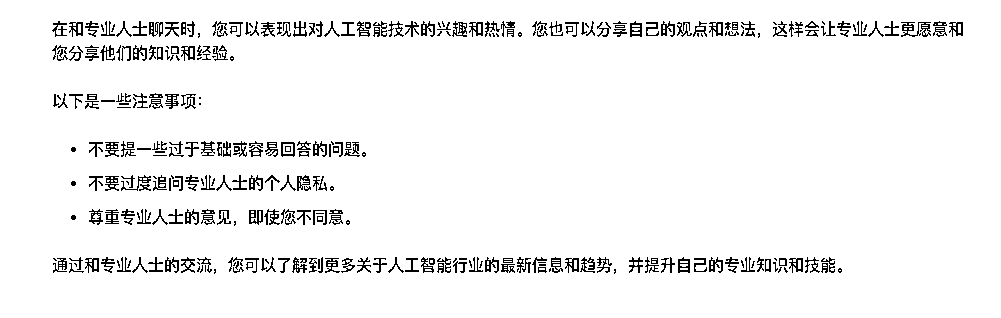 在和专业人士聊天时，您可以表现出对人工智能技术的兴趣和热情。您也可以分享自己的观点和想法，这样会让专业人士更愿意和
您分享他们的知识和经验。
以下是一些注意事项：
• 不要提一些过于基础或容易回答的问题。
• 不要过度追问专业人士的个人隐私。
• 尊重专业人士的意见，即使您不同意。
通过和专业人士的交流，您可以了解到更多关于人工智能行业的最新信息和趋势，并提升自己的专业知识和技能。